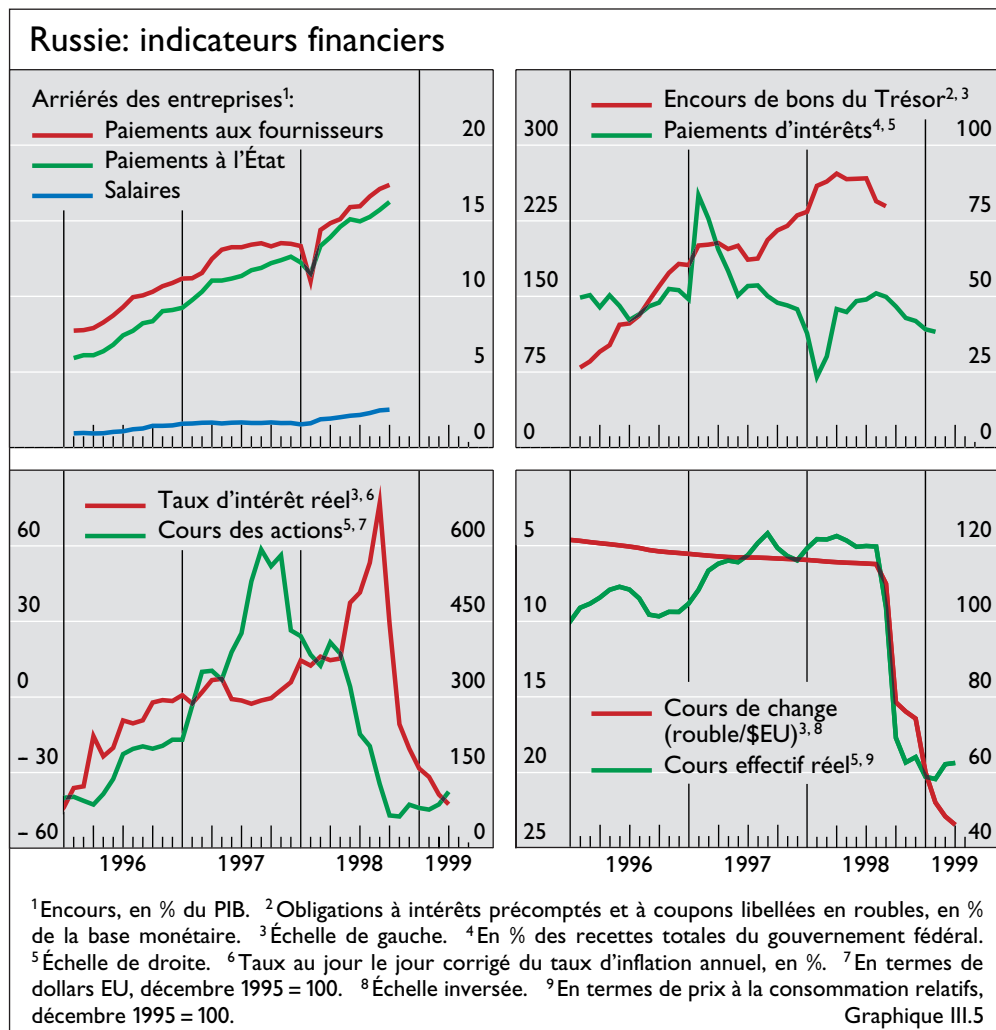 Russie: indicateurs financiers
Arriérés des entreprises¹:
Paiements aux fournisseurs
Paiements à l'État
Salaires
20
15
10
5
0
Encours de bons du Trésor²,³
Paiements d'intérêts⁴,⁵
300
225
150
75
0
100
75
50
25
0
Taux d'intérêt réel³,⁶
Cours des actions⁵,⁷
60
30
0
– 30
– 60
600
450
300
150
0
1996 1997 1998 1999
5
10
15
20
25
120
100
80
60
40
Cours de change
(rouble/$EU)³,⁸
Cours effectif réel⁵,⁹
1996 1997 1998 1999
¹Encours, en % du PIB. ²Obligations à intérêts précomptés et à coupons libellées en roubles, en %
de la base monétaire. ³Échelle de gauche. ⁴En % des recettes totales du gouvernement fédéral.
⁵Échelle de droite. ⁶Taux au jour le jour corrigé du taux d'inflation annuel, en %. ⁷En termes de
dollars EU, décembre 1995 = 100. ⁸Échelle inversée. ⁹En termes de prix à la consommation relatifs,
décembre 1995 = 100. Graphique III.5